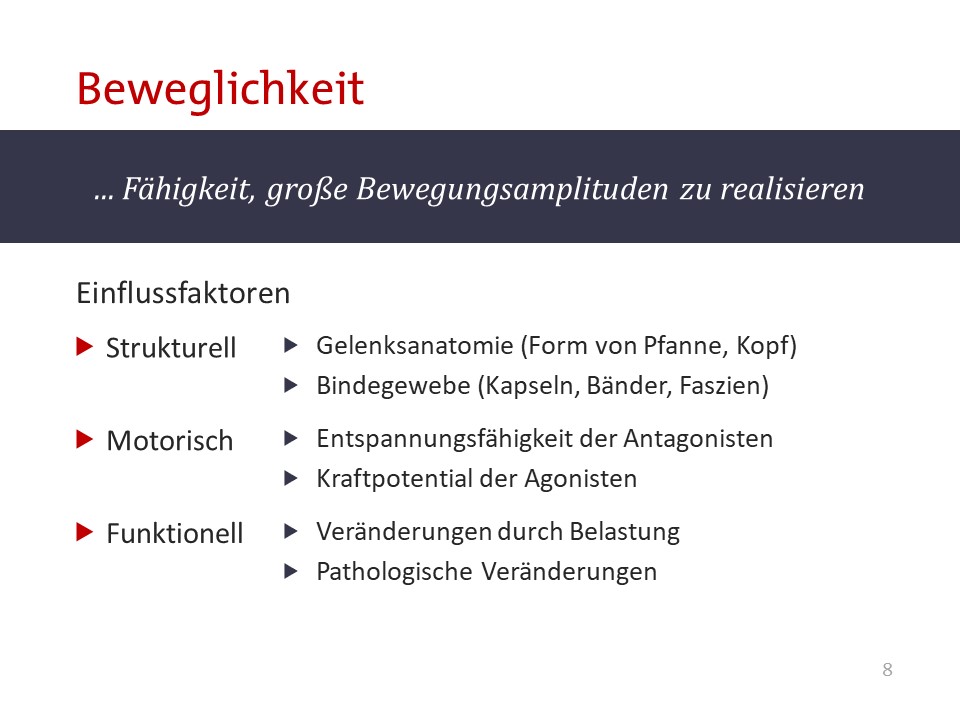 Beweglichkeit
... Fähigkeit, große Bewegungsamplituden zu realisieren
Einflussfaktoren
Strukturell
Gelenksanatomie (Form von Pfanne, Kopf)
Bindegewebe (Kapseln, Bänder, Faszien)
Motorisch
Entspannungsfähigkeit der Antagonisten
Kraftpotential der Agonisten
Funktionell
Veränderungen durch Belastung
Pathologische Veränderungen
8